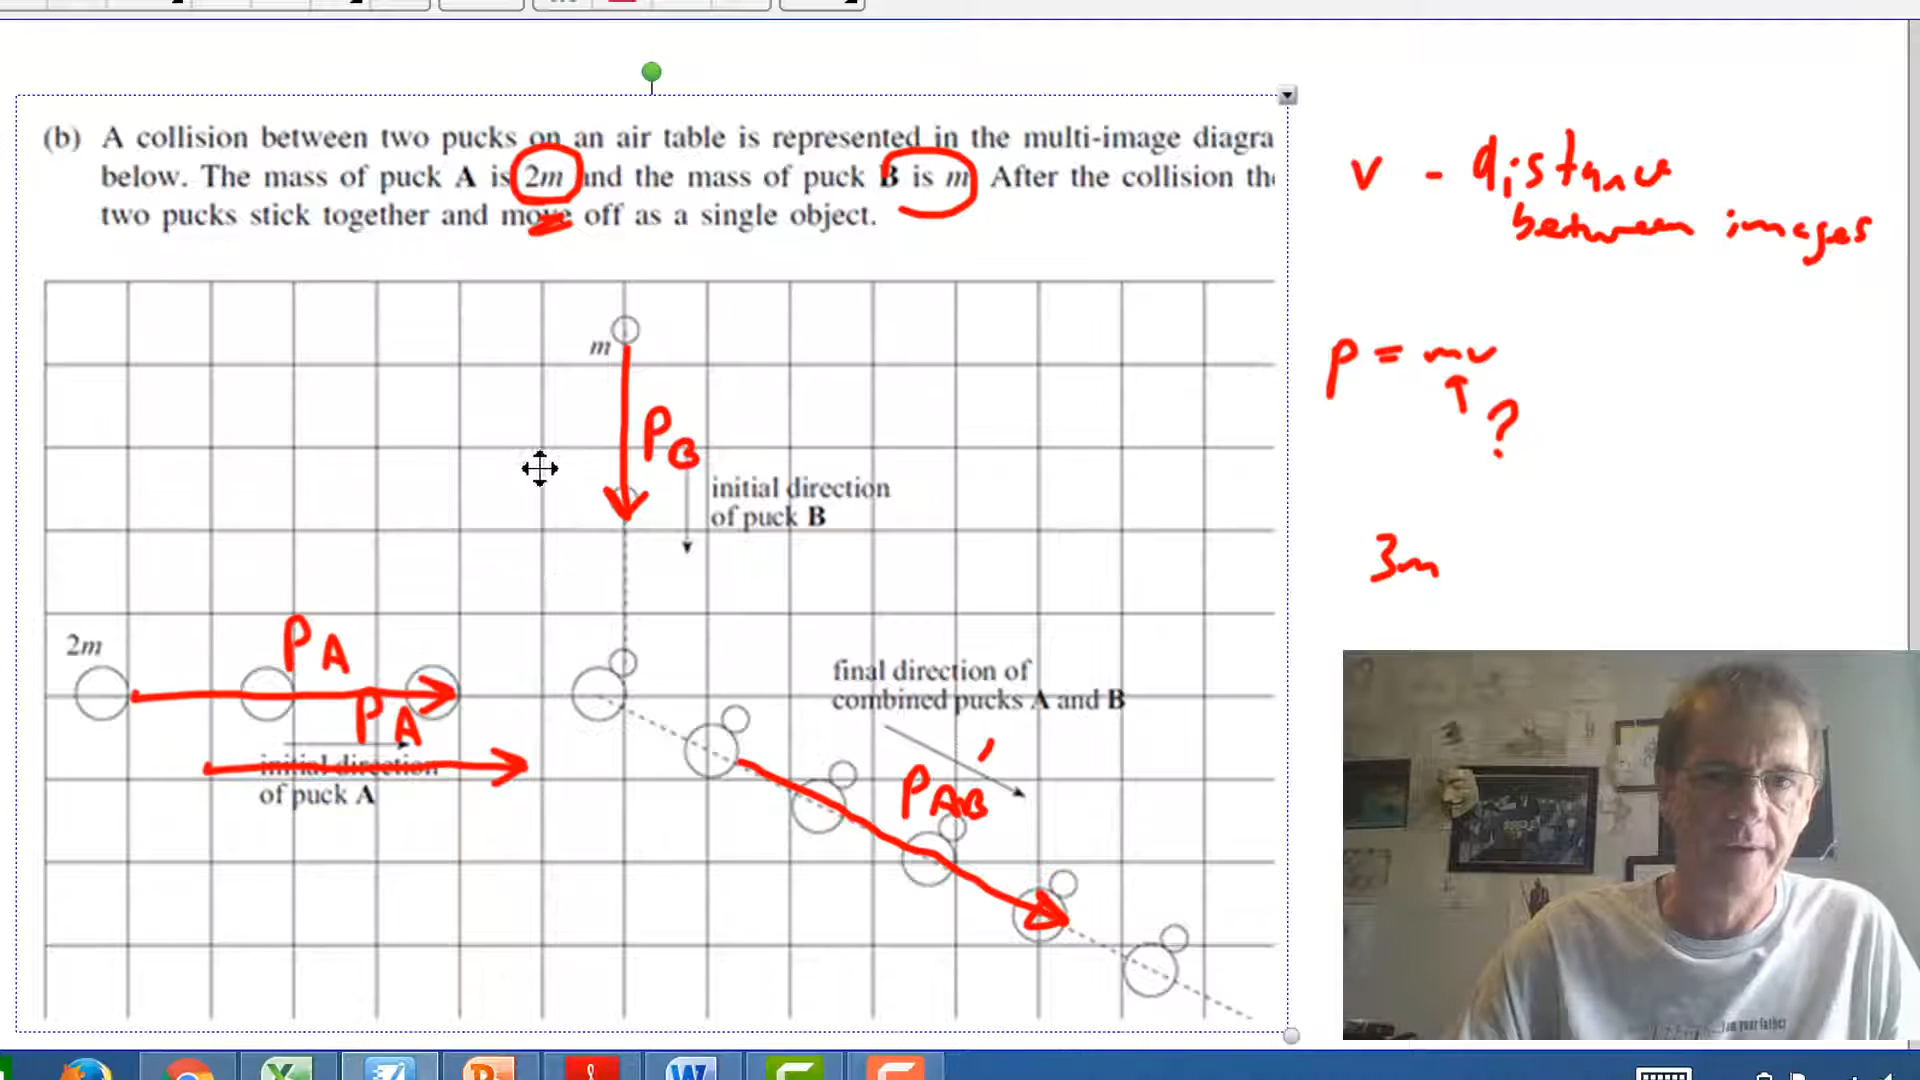 (b) A collision between two pucks on an air table is represented in the multi-image diagra
below. The mass of puck A is 2m and the mass of puck B is m After the collision th
two pucks stick together and move off as a single object.
v - distance
between images
p = mv
?
3m
m
PB
initial direction
of puck B
2m
PA
PA
initial direction
of puck A
final direction of
combined pucks A and B
PAB'